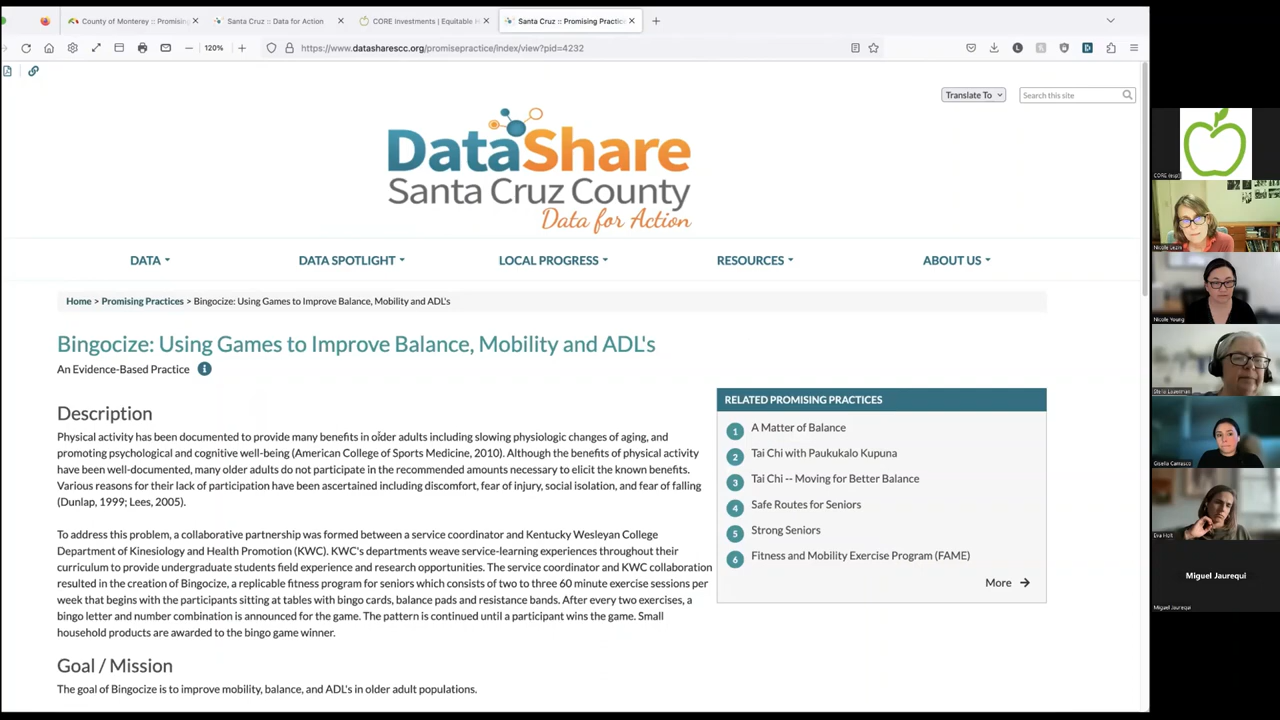 County of Monterey :: Promising
Santa Cruz :: Data for Action
CORE Investments | Equitable
Santa Cruz :: Promising Practic
120%
https://www.datasharescc.org/promisepractice/index/view?pid=4232
Translate To
Search this site
DataShare
Santa Cruz County
Data for Action
DATA
DATA SPOTLIGHT
LOCAL PROGRESS
RESOURCES
ABOUT US
Home > Promising Practices > Bingocize: Using Games to Improve Balance, Mobility and ADL's
Bingocize: Using Games to Improve Balance, Mobility and ADL's
An Evidence-Based Practice
Description
Physical activity has been documented to provide many benefits in older adults including slowing physiologic changes of aging, and
promoting psychological and cognitive well-being (American College of Sports Medicine, 2010). Although the benefits of physical activity
have been well-documented, many older adults do not participate in the recommended amounts necessary to elicit the known benefits.
Various reasons for their lack of participation have been ascertained including discomfort, fear of injury, social isolation, and fear of falling
(Dunlap, 1999; Lees, 2005).
To address this problem, a collaborative partnership was formed between a service coordinator and Kentucky Wesleyan College
Department of Kinesiology and Health Promotion (KWC). KWC's departments weave service-learning experiences throughout their
curriculum to provide undergraduate students field experience and research opportunities. The service coordinator and KWC collaboration
resulted in the creation of Bingocize, a replicable fitness program for seniors which consists of two to three 60 minute exercise sessions per
week that begins with the participants sitting at tables with bingo cards, balance pads and resistance bands. After every two exercises, a
bingo letter and number combination is announced for the game. The pattern is continued until a participant wins the game. Small
household products are awarded to the bingo game winner.
Goal / Mission
The goal of Bingocize is to improve mobility, balance, and ADL's in older adult populations.
RELATED PROMISING PRACTICES
1 A Matter of Balance
2 Tai Chi with Paukukalo Kupuna
3 Tai Chi -- Moving for Better Balance
4 Safe Routes for Seniors
5 Strong Seniors
6 Fitness and Mobility Exercise Program (FAME)
More
Nicole Young
Gisella Carrasco
Eva Holt
Miguel Jaurequi
Miguel Jaurequi